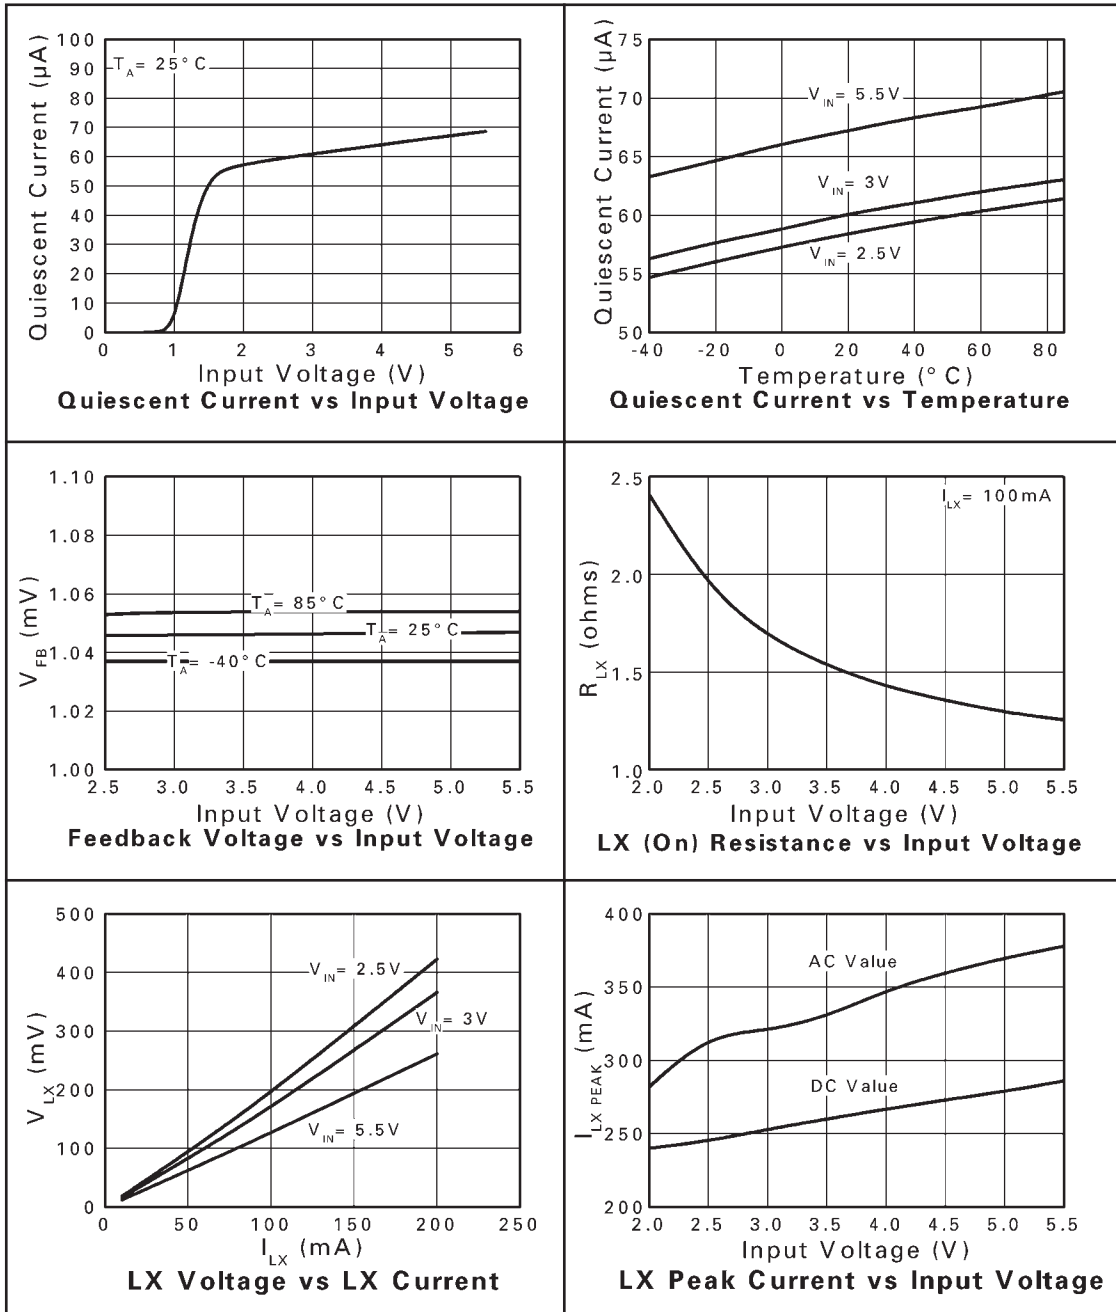 100
90
80
70
60
50
40
30
20
10
0
Quiescent Current (µA)
T_A= 25°C
0 1 2 3 4 5 6
Input Voltage (V)
Quiescent Current vs Input Voltage
75
70
65
60
55
50
Quiescent Current (µA)
V_IN= 5.5V
V_IN= 3V
V_IN= 2.5V
-40 -20 0 20 40 60 80
Temperature (°C)
Quiescent Current vs Temperature
1.10
1.08
1.06
1.04
1.02
1.00
V_FB (mV)
T_A= 85°C
T_A= 25°C
T_A= -40°C
2.5 3.0 3.5 4.0 4.5 5.0 5.5
Input Voltage (V)
Feedback Voltage vs Input Voltage
2.5
2.0
1.5
1.0
R_LX (ohms)
I_LX= 100mA
2.0 2.5 3.0 3.5 4.0 4.5 5.0 5.5
Input Voltage (V)
LX (On) Resistance vs Input Voltage
500
400
300
200
100
0
V_LX (mV)
V_IN= 2.5V
V_IN= 3V
V_IN= 5.5V
0 50 100 150 200 250
I_LX (mA)
LX Voltage vs LX Current
400
350
300
250
200
I_LX PEAK (mA)
AC Value
DC Value
2.0 2.5 3.0 3.5 4.0 4.5 5.0 5.5
Input Voltage (V)
LX Peak Current vs Input Voltage